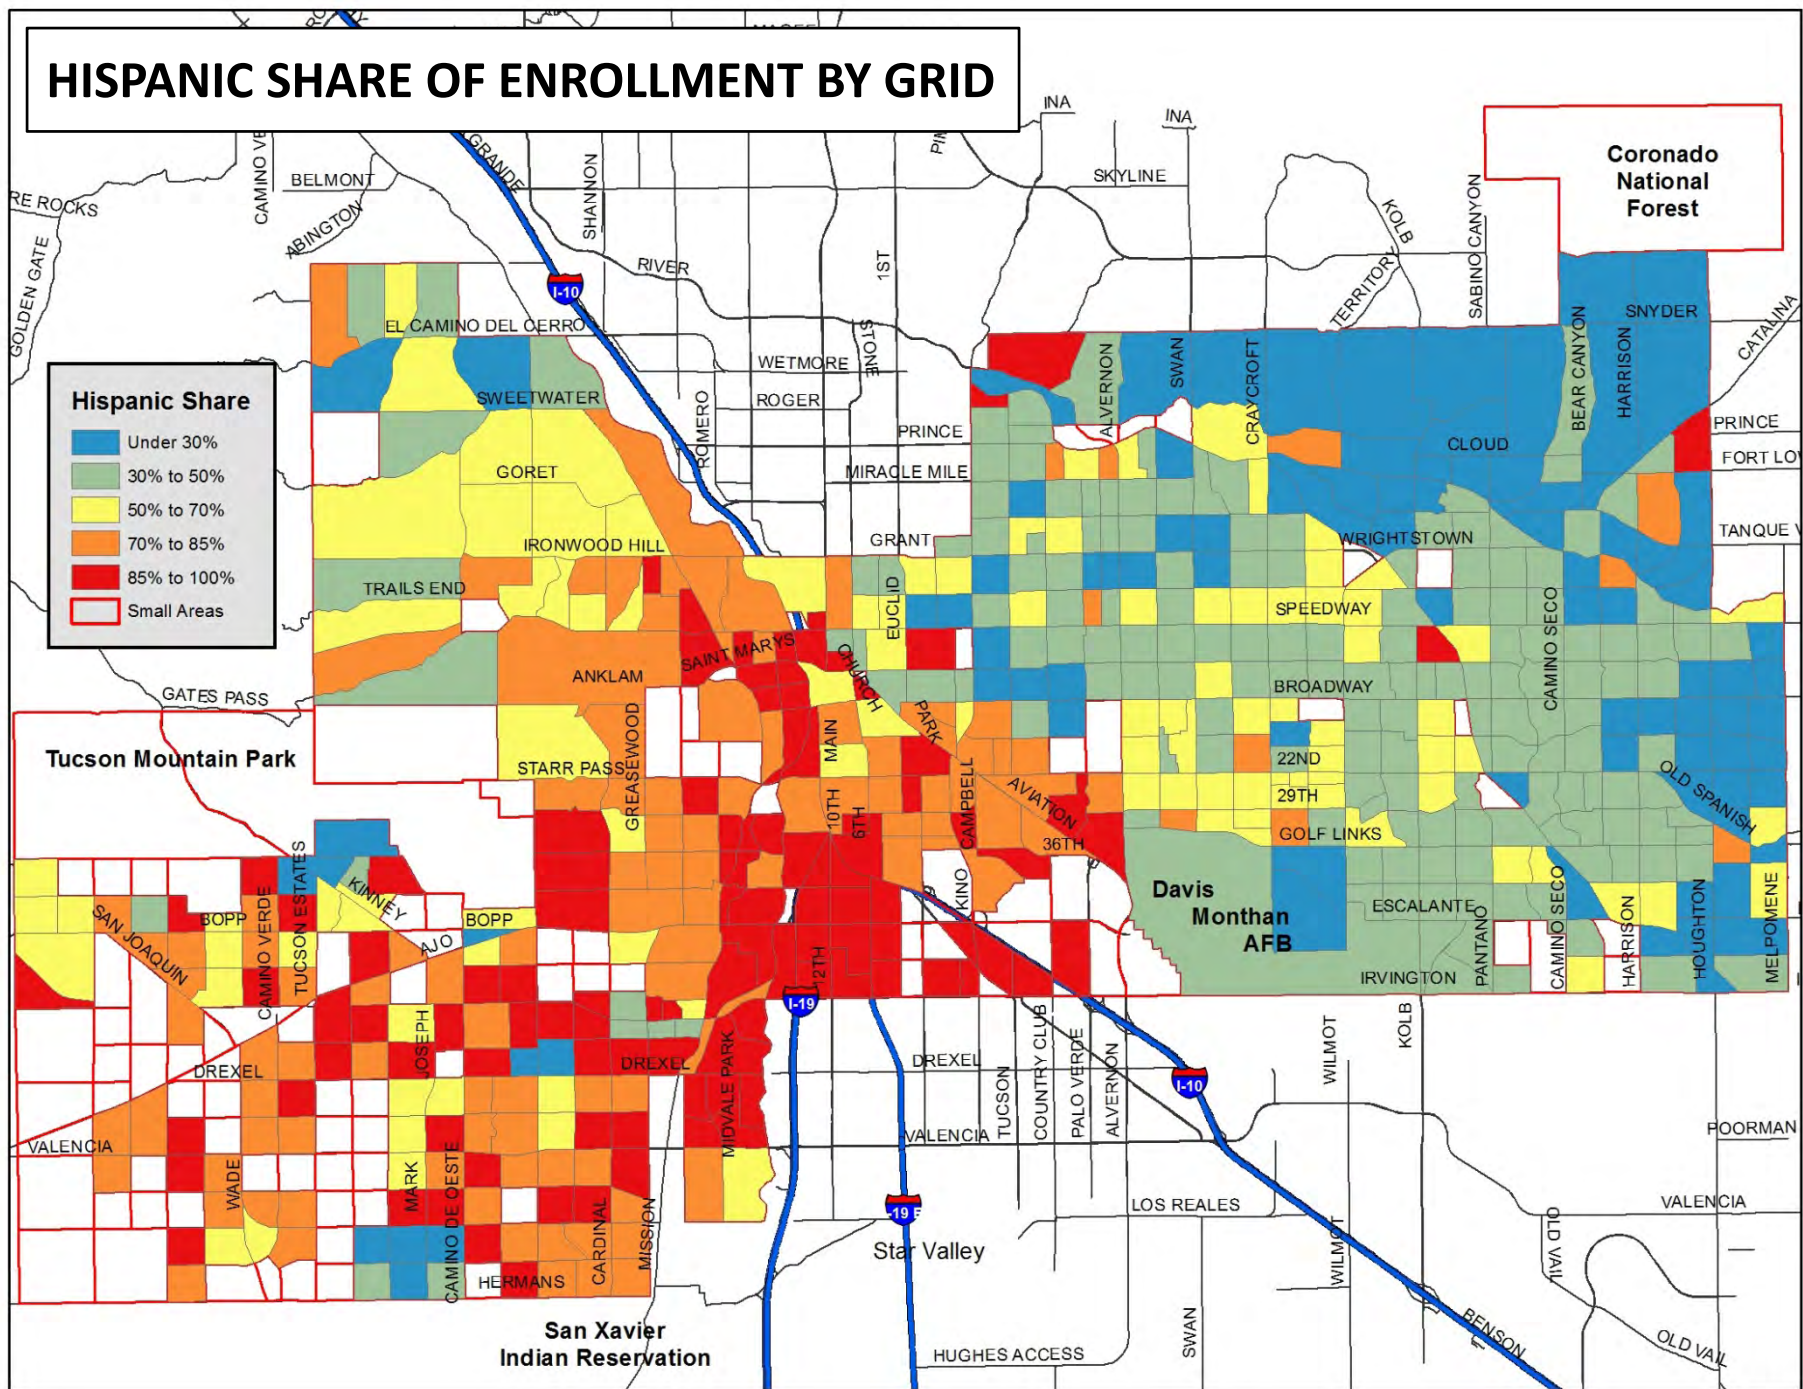 HISPANIC SHARE OF ENROLLMENT BY GRID
INA
INA
GRANDE
SHANNON
SKYLINE
BELMONT
ABINGTON
RE ROCKS
GOLDEN GATE
KOLB
TERRITORY
SABINO CANYON
Coronado
National
Forest
RIVER
1ST
I-10
EL CAMINO DEL CERRO
STONE
WETMORE
SNYDER
CATALINA
ALVERNON
SWAN
CRAYCROFT
BEAR CANYON
HARRISON
SWEETWATER
ROMERO
ROGER
PRINCE
PRINCE
CLOUD
MIRACLE MILE
GORET
GRANT
IRONWOOD HILL
WRIGHTSTOWN
Hispanic Share
Under 30%
30% to 50%
50% to 70%
70% to 85%
85% to 100%
Small Areas
TRAILS END
EUCLID
SPEEDWAY
CAMINO SECO
SAINT MARYS
CHURCH
ANKLAM
BROADWAY
GATES PASS
GREASEWOOD
MAIN
PARK
Tucson Mountain Park
STARR PASS
22ND
OLD SPANISH
29TH
10TH
6TH
CAMPBELL
AVIATION
36TH
GOLF LINKS
KINO
Davis
Monthan
AFB
ESCALANTE
PANTANO
CAMINO SECO
HARRISON
HOUGHTON
MELPOMENE
IRVINGTON
CAMINO VERDE
TUCSON ESTATES
KINNEY
SAN JOAQUIN
BOPP
BOPP
AJO
12TH
I-19
JOSEPH
DREXEL
DREXEL
DREXEL
MIDVALE PARK
TUCSON
COUNTRY CLUB
PALO VERDE
ALVERNON
I-10
WILMOT
KOLB
VALENCIA
VALENCIA
POORMAN
WADE
MARK
CAMINO DE OESTE
CARDINAL
MISSION
LOS REALES
VALENCIA
Star Valley
WILMOT
OLD VAIL
HERMANS
San Xavier
Indian Reservation
HUGHES ACCESS
SWAN
BENSON
OLD VAIL